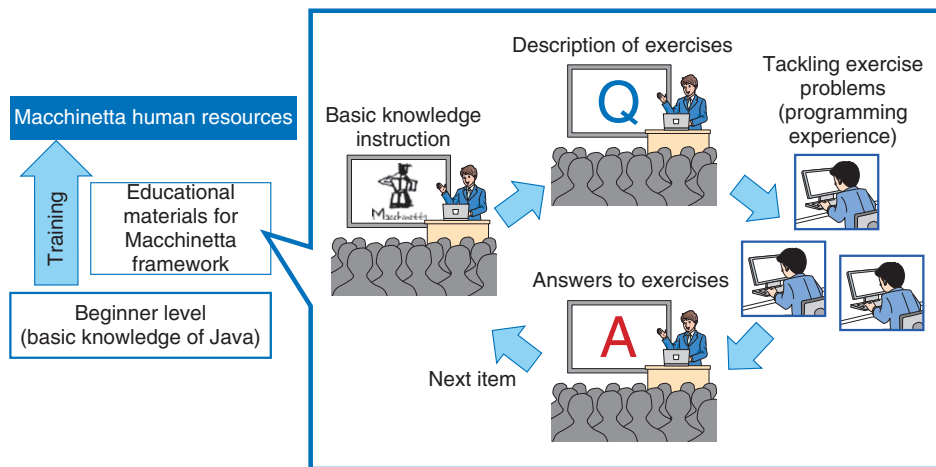 Macchinetta human resources
Training
Educational
materials for
Macchinetta
framework
Beginner level
(basic knowledge of Java)
Basic knowledge
instruction
Macchinetta
Description of exercises
Q
Tackling exercise
problems
(programming
experience)
Answers to exercises
A
Next item